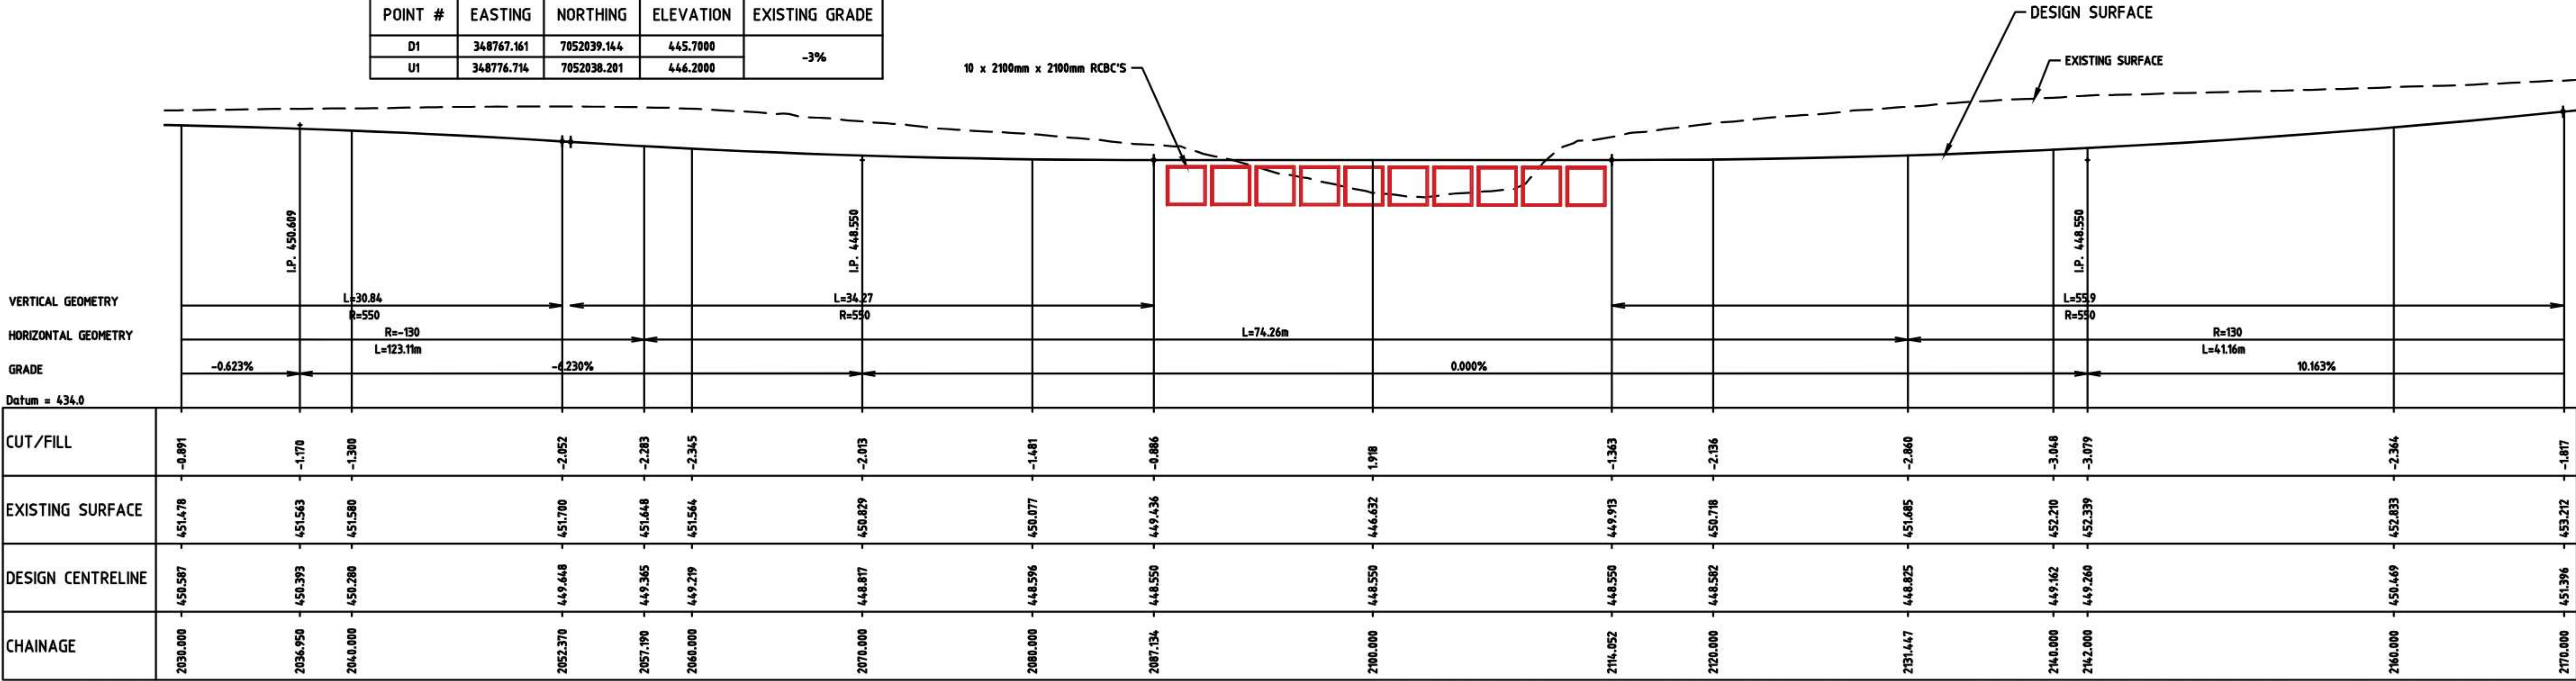 POINT # EASTING NORTHING ELEVATION EXISTING GRADE
D1 348767.161 7052039.144 445.7000 -3%
U1 348776.714 7052038.201 446.2000
DESIGN SURFACE
EXISTING SURFACE
10 x 2100mm x 2100mm RCBC'S
I.P. 450.609
I.P. 448.550
I.P. 448.550
VERTICAL GEOMETRY L=30.84 L=34.27 L=55.9
R=550 R=550 R=550
HORIZONTAL GEOMETRY R=-130 L=74.26m R=130
L=123.11m L=41.16m
GRADE -0.623% -6.230% 0.000% 10.163%
Datum = 434.0
CUT/FILL -0.891 -1.170 -1.300 -2.052 -2.283 -2.345 -2.013 -1.481 -0.886 1.918 -1.363 -2.136 -2.860 -3.048 -3.079 -2.364 -1.817
EXISTING SURFACE 451.478 451.563 451.580 451.700 451.648 451.564 450.829 450.077 449.436 446.632 449.913 450.718 451.685 452.210 452.339 452.833 453.212
DESIGN CENTRELINE 450.587 450.393 450.280 449.648 449.365 449.219 448.817 448.596 448.550 448.550 448.550 448.582 448.825 449.162 449.260 450.469 451.396
CHAINAGE 2030.000 2036.950 2040.000 2052.370 2057.190 2060.000 2070.000 2080.000 2087.134 2100.000 2114.052 2120.000 2131.447 2140.000 2142.000 2160.000 2170.000